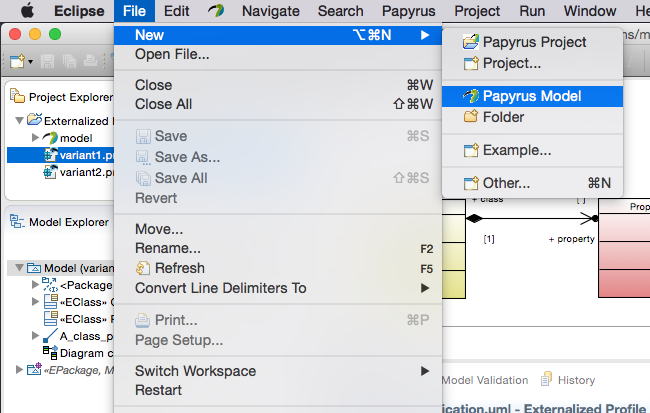 Eclipse File Edit Navigate Search Papyrus Project Run Window He
New ⌥⌘N
Open File...
Close ⌘W
Close All ⇧⌘W
Save ⌘S
Save As...
Save All ⇧⌘S
Revert
Move...
Rename... F2
Refresh F5
Convert Line Delimiters To
Print... ⌘P
Page Setup...
Switch Workspace
Restart
Papyrus Project
Project...
Papyrus Model
Folder
Example...
Other... ⌘N
ns/m
Project Explorer
Externalized
model
variant1.pr
variant2.pr
Model Explorer
Model (varian
<Package
«EClass»
«EClass»
A_class_p
Diagram c
«EPackage, M
+ class
[1]
+ property
Prop
Model Validation
History
ication.uml - Externalized Profile